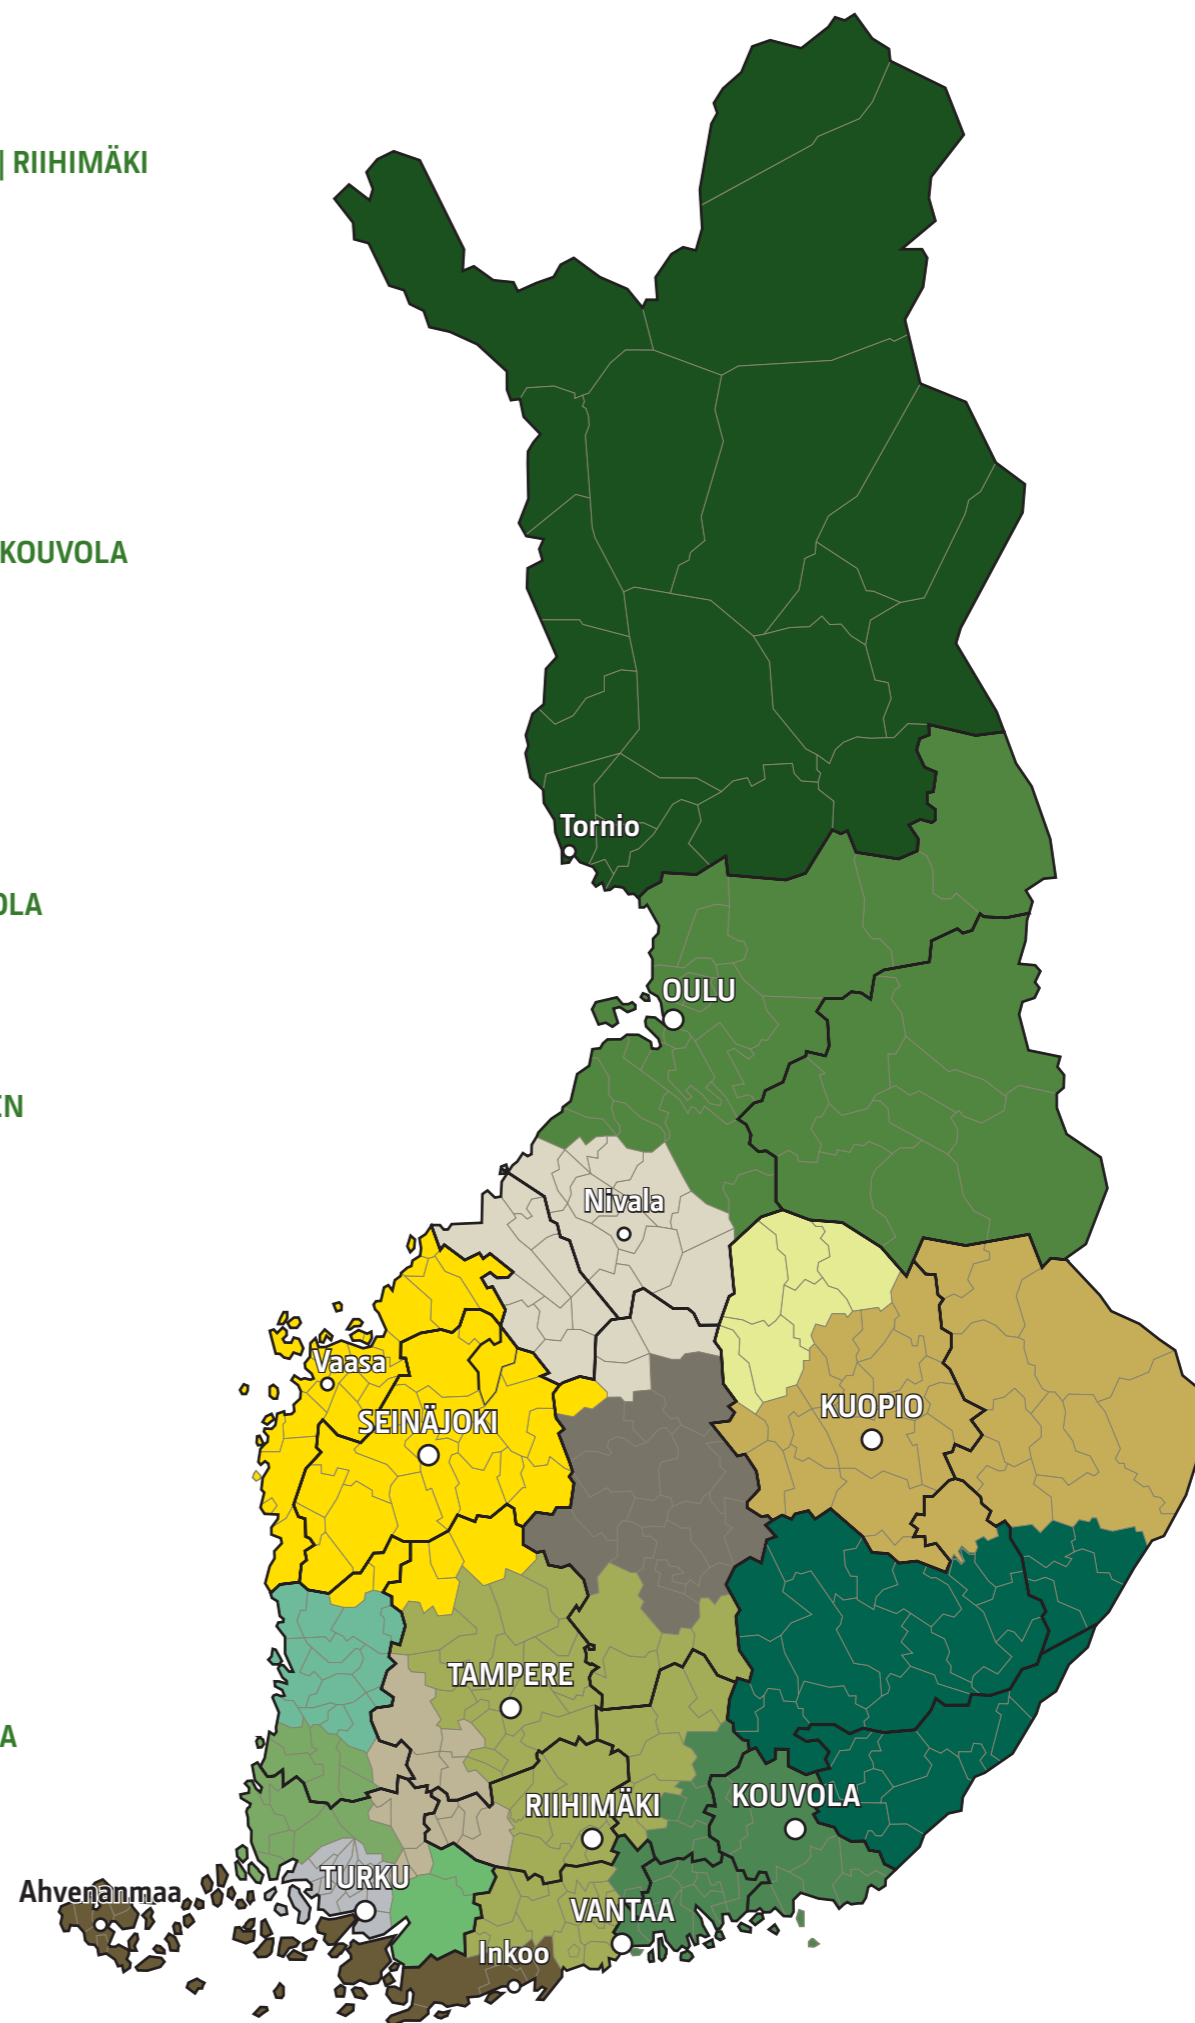 | RIIHIMÄKI
KOUVOLA
OLA
EN
A
Tornio
OULU
Nivala
Vaasa
SEINÄJOKI
KUOPIO
TAMPERE
RIIHIMÄKI
KOUVOLA
TURKU
Ahvenanmaa
VANTAA
Inkoo